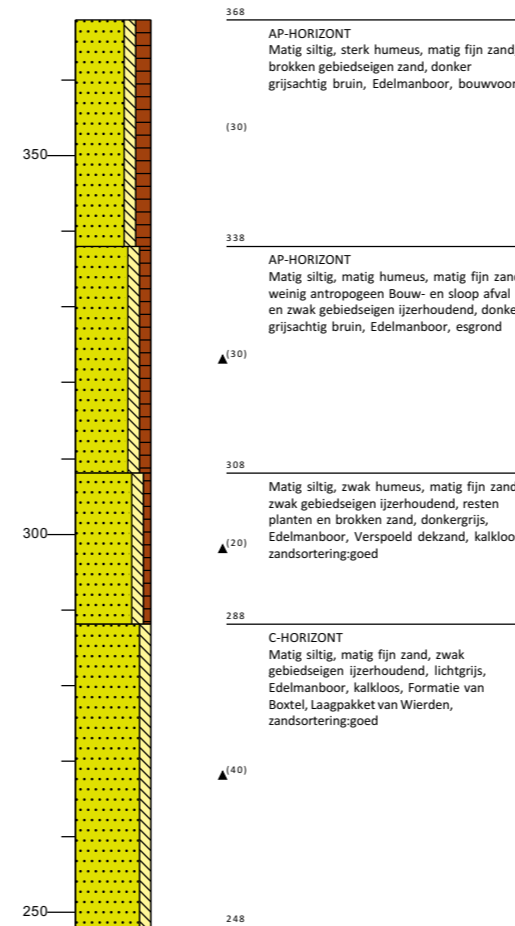 368
AP-HORIZONT
Matig siltig, sterk humeus, matig fijn zand,
brokken gebiedseigen zand, donker
grijsachtig bruin, Edelmanboor, bouwvoor
(30)
350
338
AP-HORIZONT
Matig siltig, matig humeus, matig fijn zand
weinig antropogeen Bouw- en sloop afval
en zwak gebiedseigen ijzerhoudend, donke
grijsachtig bruin, Edelmanboor, esgrond
(30)
308
Matig siltig, zwak humeus, matig fijn zand
zwak gebiedseigen ijzerhoudend, resten
planten en brokken zand, donkergrijs,
Edelmanboor, Verspoeld dekzand, kalkloo
zandsortering:goed
300
(20)
288
C-HORIZONT
Matig siltig, matig fijn zand, zwak
gebiedseigen ijzerhoudend, lichtgrijs,
Edelmanboor, kalkloos, Formatie van
Boxtel, Laagpakket van Wierden,
zandsortering:goed
(40)
250
248